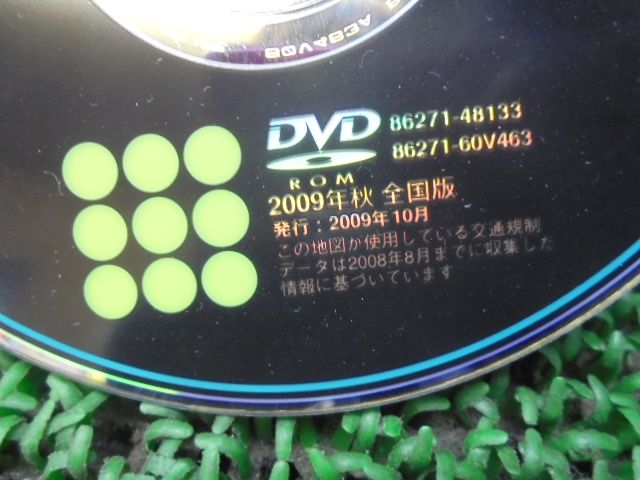 DVD
ROM
86271-48133
86271-60V463
2009年秋 全国版
発行：2009年10月
この地図が使用している交通規制
データは2008年8月までに収集した
情報に基づいています